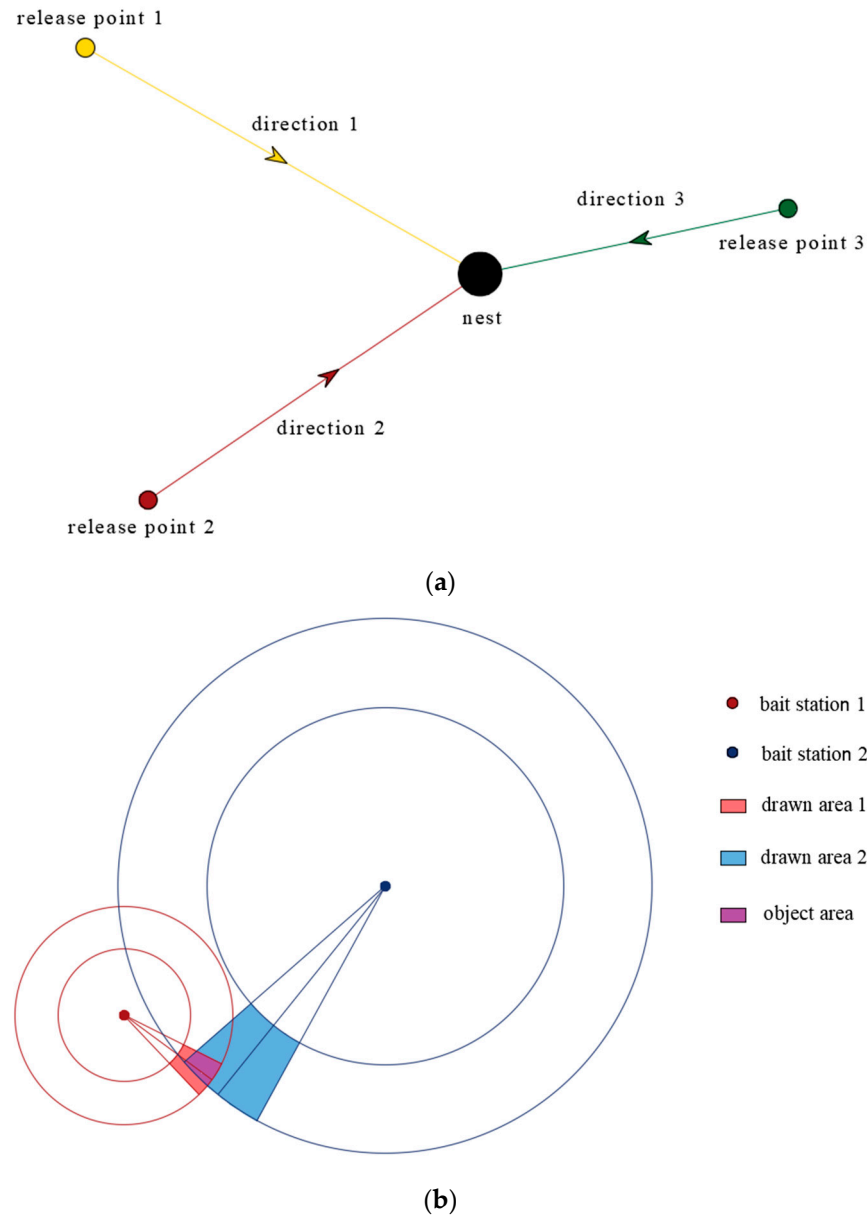 release point 1
direction 1
direction 3
release point 3
nest
direction 2
release point 2
(a)
bait station 1
bait station 2
drawn area 1
drawn area 2
object area
(b)